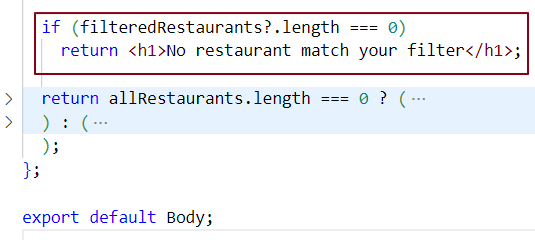 if (filteredRestaurants?.length === 0)
return <h1>No restaurant match your filter</h1>;
return allRestaurants.length === 0 ? (⋯
) : (⋯
);
};
export default Body;